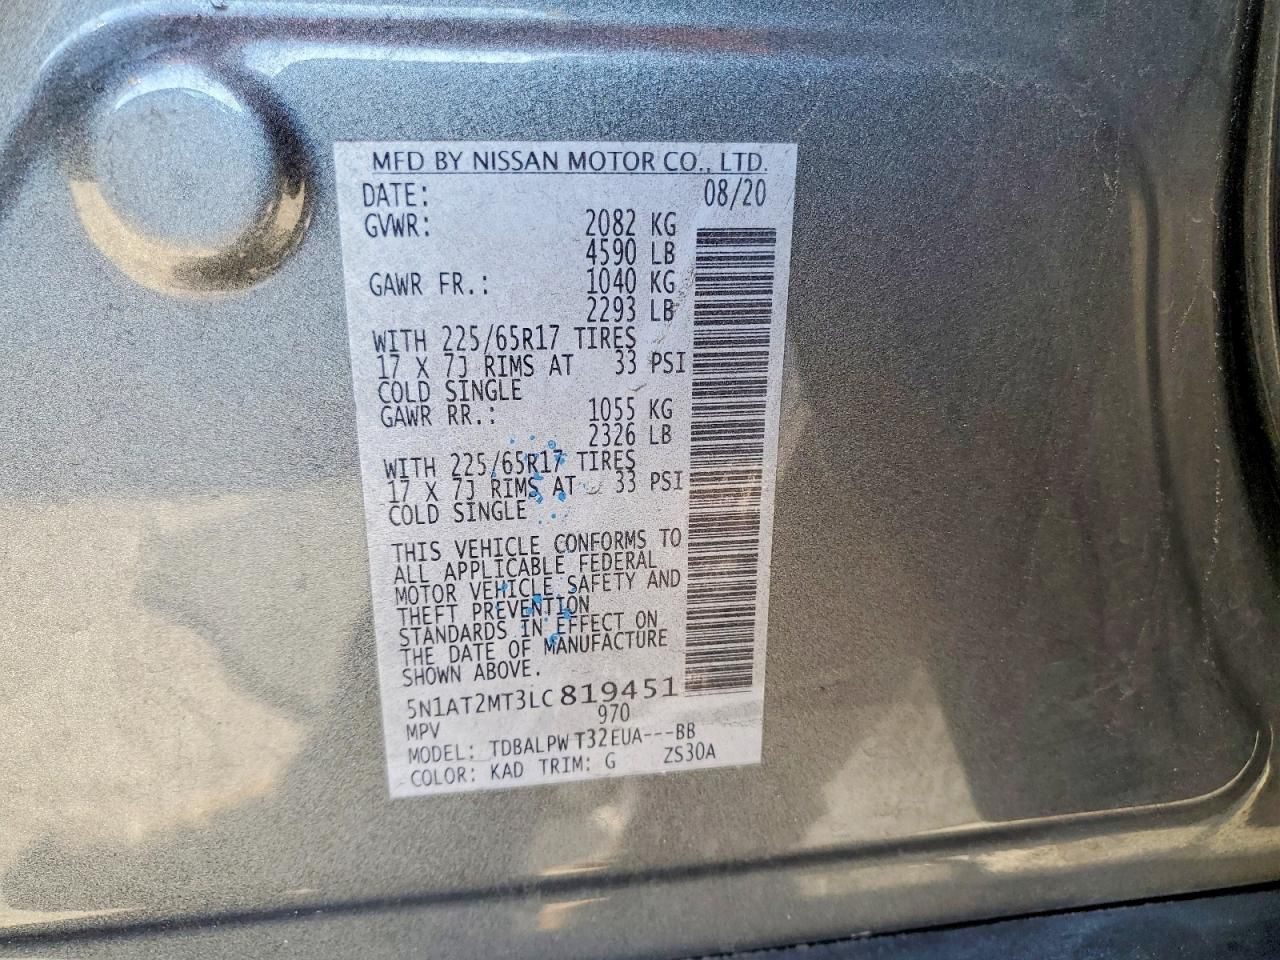 MFD BY NISSAN MOTOR CO., LTD.
DATE: 08/20
GVWR: 2082 KG
4590 LB
GAWR FR.: 1040 KG
2293 LB
WITH 225/65R17 TIRES
17 X 7J RIMS AT 33 PSI
COLD SINGLE
GAWR RR.: 1055 KG
2326 LB
WITH 225/65R17 TIRES
17 X 7J RIMS AT 33 PSI
COLD SINGLE
THIS VEHICLE CONFORMS TO
ALL APPLICABLE FEDERAL
MOTOR VEHICLE SAFETY AND
THEFT PREVENTION
STANDARDS IN EFFECT ON
THE DATE OF MANUFACTURE
SHOWN ABOVE.
5N1AT2MT3LC819451
MPV 970
MODEL: TDBALPWT32EUA---BB
COLOR: KAD TRIM: G ZS30A